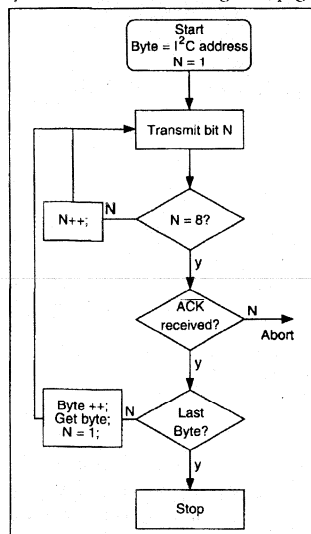 Start
Byte = I²C address
N = 1
Transmit bit N
N++;
N
N = 8?
y
ACK
received?
N
Abort
y
Byte ++;
Get byte;
N = 1;
N
Last
Byte?
y
Stop